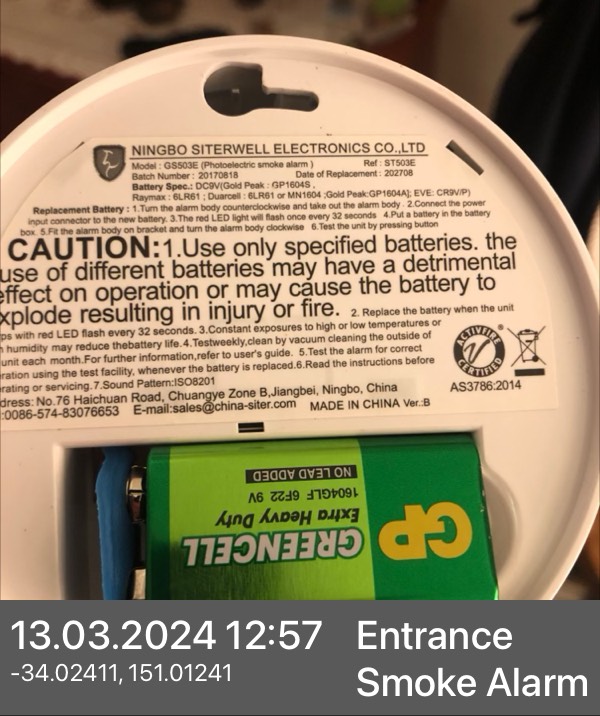 NINGBO SITERWELL ELECTRONICS CO.,LTD
Model : GS503E (Photoelectric smoke alarm ) Ref : ST503E
Batch Number : 20170818 Date of Replacement : 202708
Battery Spec.: DC9V(Gold Peak : GP1604S ,
Raymax : 6LR61 ; Duarcell : 6LR61 or MN1604 ;Gold Peak:GP1604A]; EVE: CR9V/P)
Replacement Battery : 1.Turn the alarm body counterclockwise and take out the alarm body . 2.Connect the power
input connector to the new battery. 3.The red LED light will flash once every 32 seconds 4.Put a battery in the battery
box. 5.Fit the alarm body on bracket and turn the alarm body clockwise 6.Test the unit by pressing button
CAUTION:1.Use only specified batteries. the
use of different batteries may have a detrimental
effect on operation or may cause the battery to
xplode resulting in injury or fire. 2. Replace the battery when the unit
ps with red LED flash every 32 seconds. 3.Constant exposures to high or low temperatures or
humidity may reduce thebattery life. 4.Testweekly,clean by vacuum cleaning the outside of
unit each month.For further information,refer to user's guide. 5.Test the alarm for correct
ration using the test facility, whenever the battery is replaced.6.Read the instructions before
rating or servicing.7.Sound Pattern:ISO8201
dress: No.76 Haichuan Road, Chuangye Zone B,Jiangbei, Ningbo, China
:0086-574-83076653 E-mail:sales@china-siter.com MADE IN CHINA Ver.:B
ACTIVFIRE
®
CERTIFIED
AS3786:2014
GP
GREENCELL
Extra Heavy Duty
1604GLF 6F22 9V
NO LEAD ADDED
13.03.2024 12:57
-34.02411, 151.01241
Entrance
Smoke Alarm